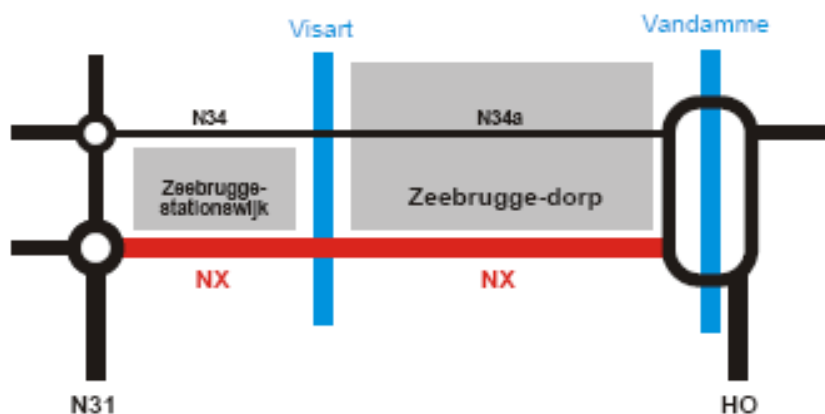 Visart
Vandamme
N34
N34a
Zeebrugge-
stationswijk
Zeebrugge-dorp
NX
NX
N31
HO